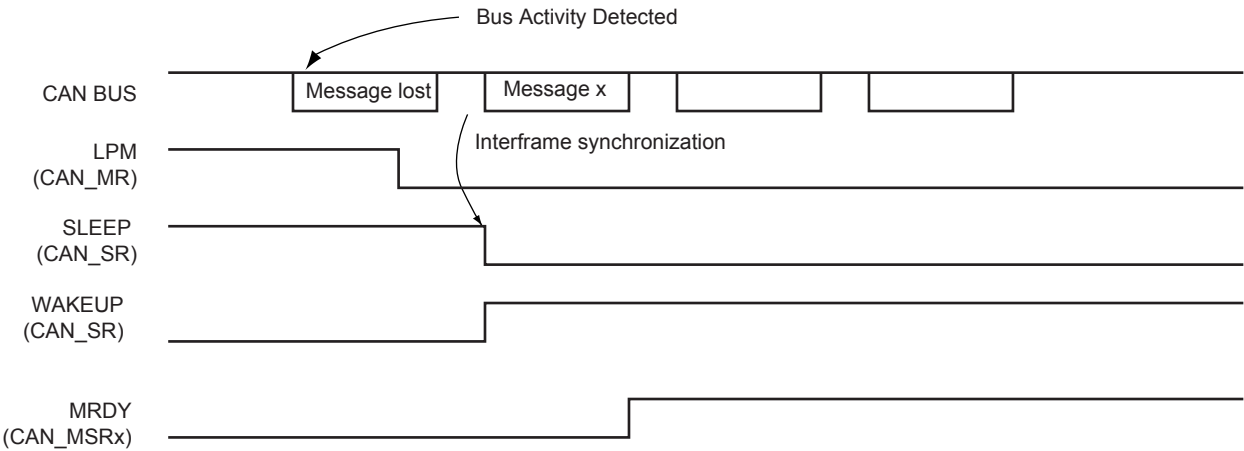 Bus Activity Detected
CAN BUS
Message lost
Message x
Interframe synchronization
LPM
(CAN_MR)
SLEEP
(CAN_SR)
WAKEUP
(CAN_SR)
MRDY
(CAN_MSRx)